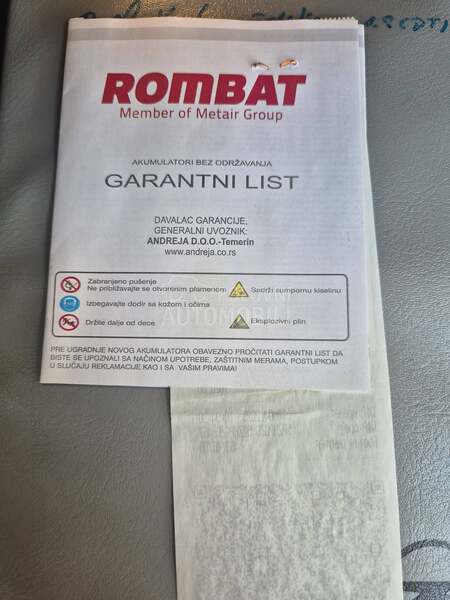 ROMBAT
Member of Metair Group
AKUMULATORI BEZ ODRŽAVANJA
GARANTNI LIST
DAVALAC GARANCIJE,
GENERALNI UVOZNIK:
ANDREJA D.O.O.-Temerin
www.andreja.co.rs
Zabranjeno pušenje
Ne približavajte se otvorenim plamenom
Sadrži sumpornu kiselinu
Izbegavajte dodir sa kožom i očima
Držite dalje od dece
Eksplozivni plin
PRE UGRADNJE NOVOG AKUMULATORA OBAVEZNO PROČITATI GARANTNI LIST DA
BISTE SE UPOZNALI SA NAČINOM UPOTREBE, ZAŠTITNIM MERAMA, POSTUPKOM
U SLUČAJU REKLAMACIJE KAO I SA VAŠIM PRAVIMA!